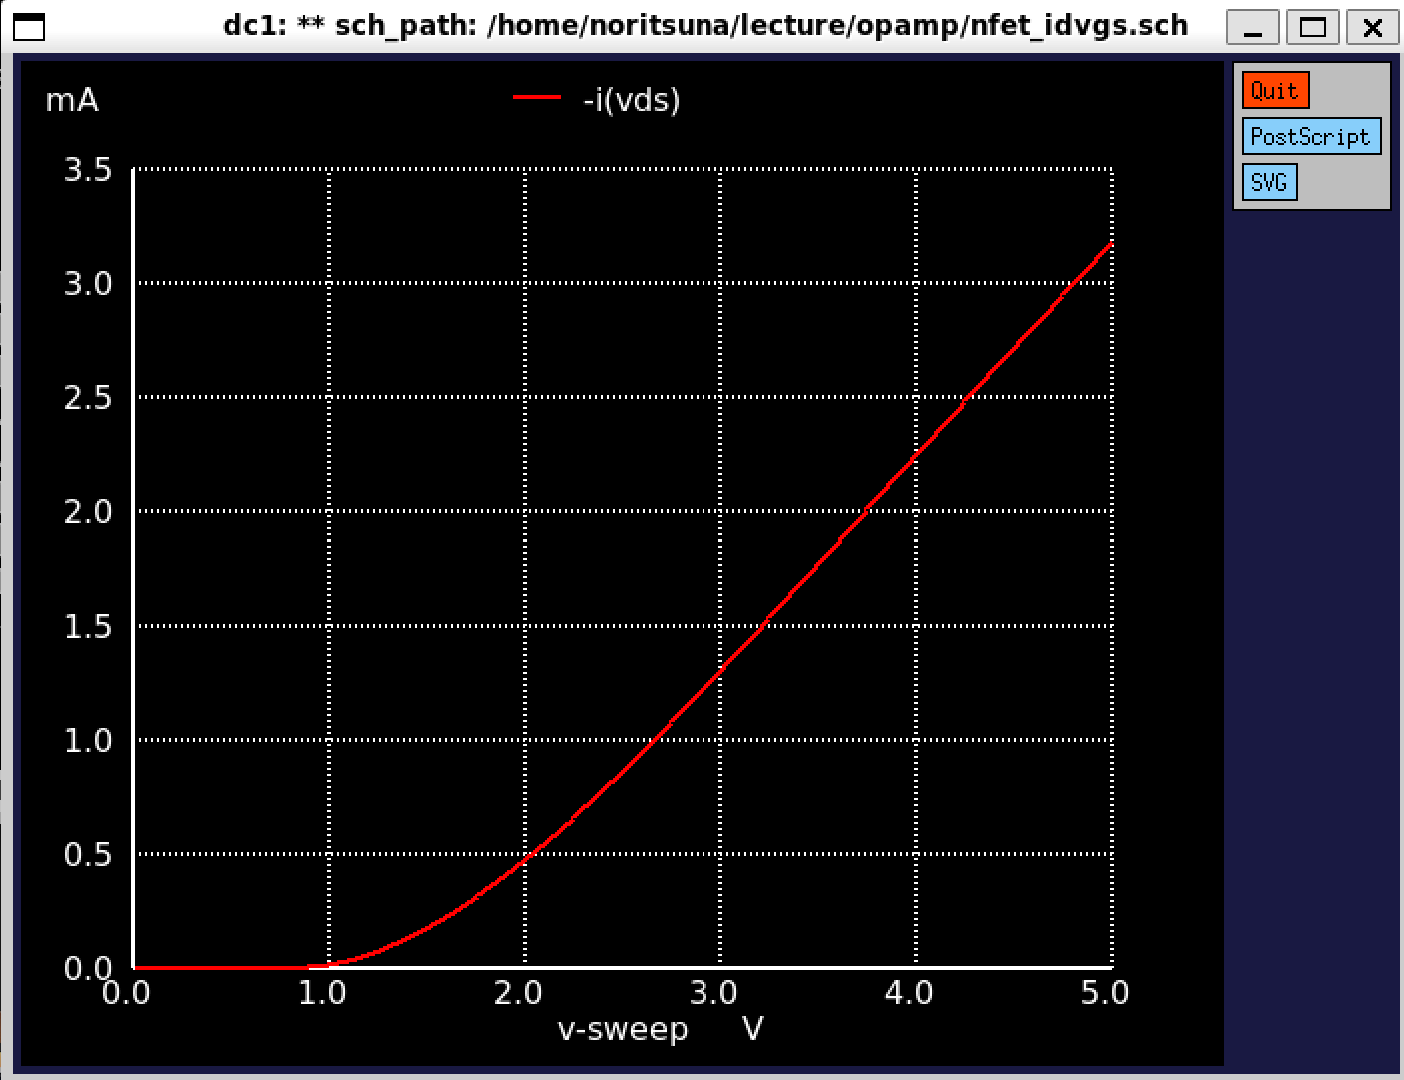 dc1: ** sch_path: /home/noritsuna/lecture/opamp/nfet_idvgs.sch
Quit
PostScript
SVG
mA
-i(vds)
3.5
3.0
2.5
2.0
1.5
1.0
0.5
0.0
0.0 1.0 2.0 3.0 4.0 5.0
v-sweep V